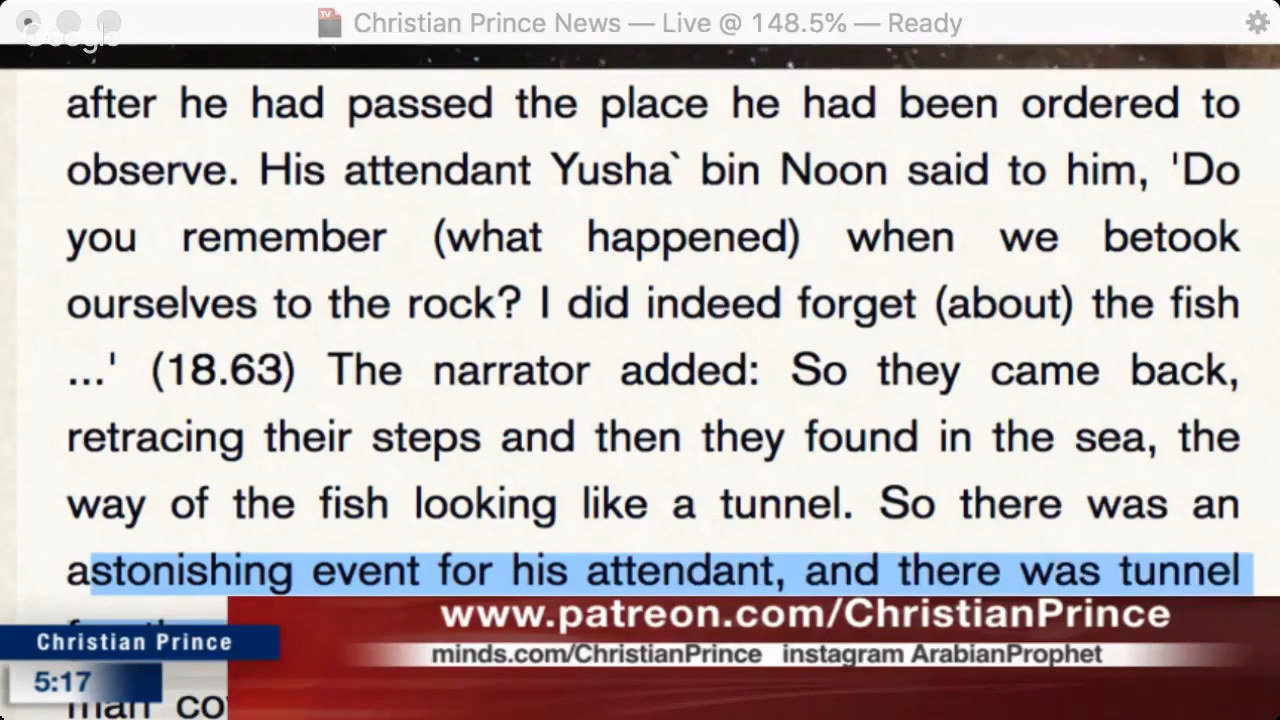 Christian Prince News — Live @ 148.5% — Ready
Google
after he had passed the place he had been ordered to
observe. His attendant Yusha` bin Noon said to him, 'Do
you remember (what happened) when we betook
ourselves to the rock? I did indeed forget (about) the fish
...' (18.63) The narrator added: So they came back,
retracing their steps and then they found in the sea, the
way of the fish looking like a tunnel. So there was an
astonishing event for his attendant, and there was tunnel
www.patreon.com/ChristianPrince
Christian Prince
minds.com/ChristianPrince instagram ArabianProphet
5:17
man